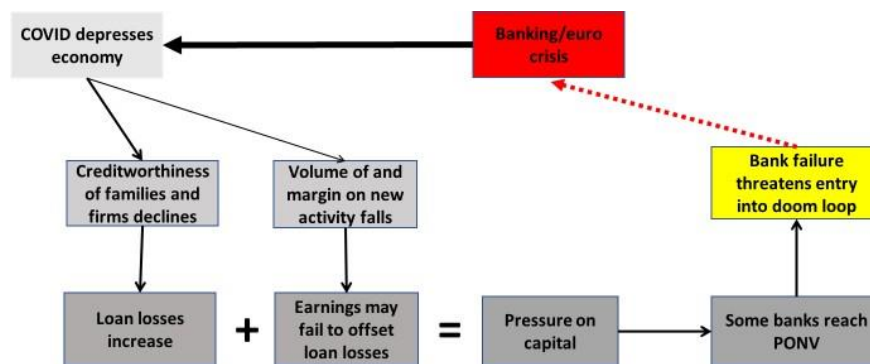 COVID depresses
economy
Banking/euro
crisis
Creditworthiness
of families and
firms declines
Volume of and
margin on new
activity falls
Bank failure
threatens entry
into doom loop
Loan losses
increase
+
Earnings may
fail to offset
loan losses
=
Pressure on
capital
Some banks reach
PONV